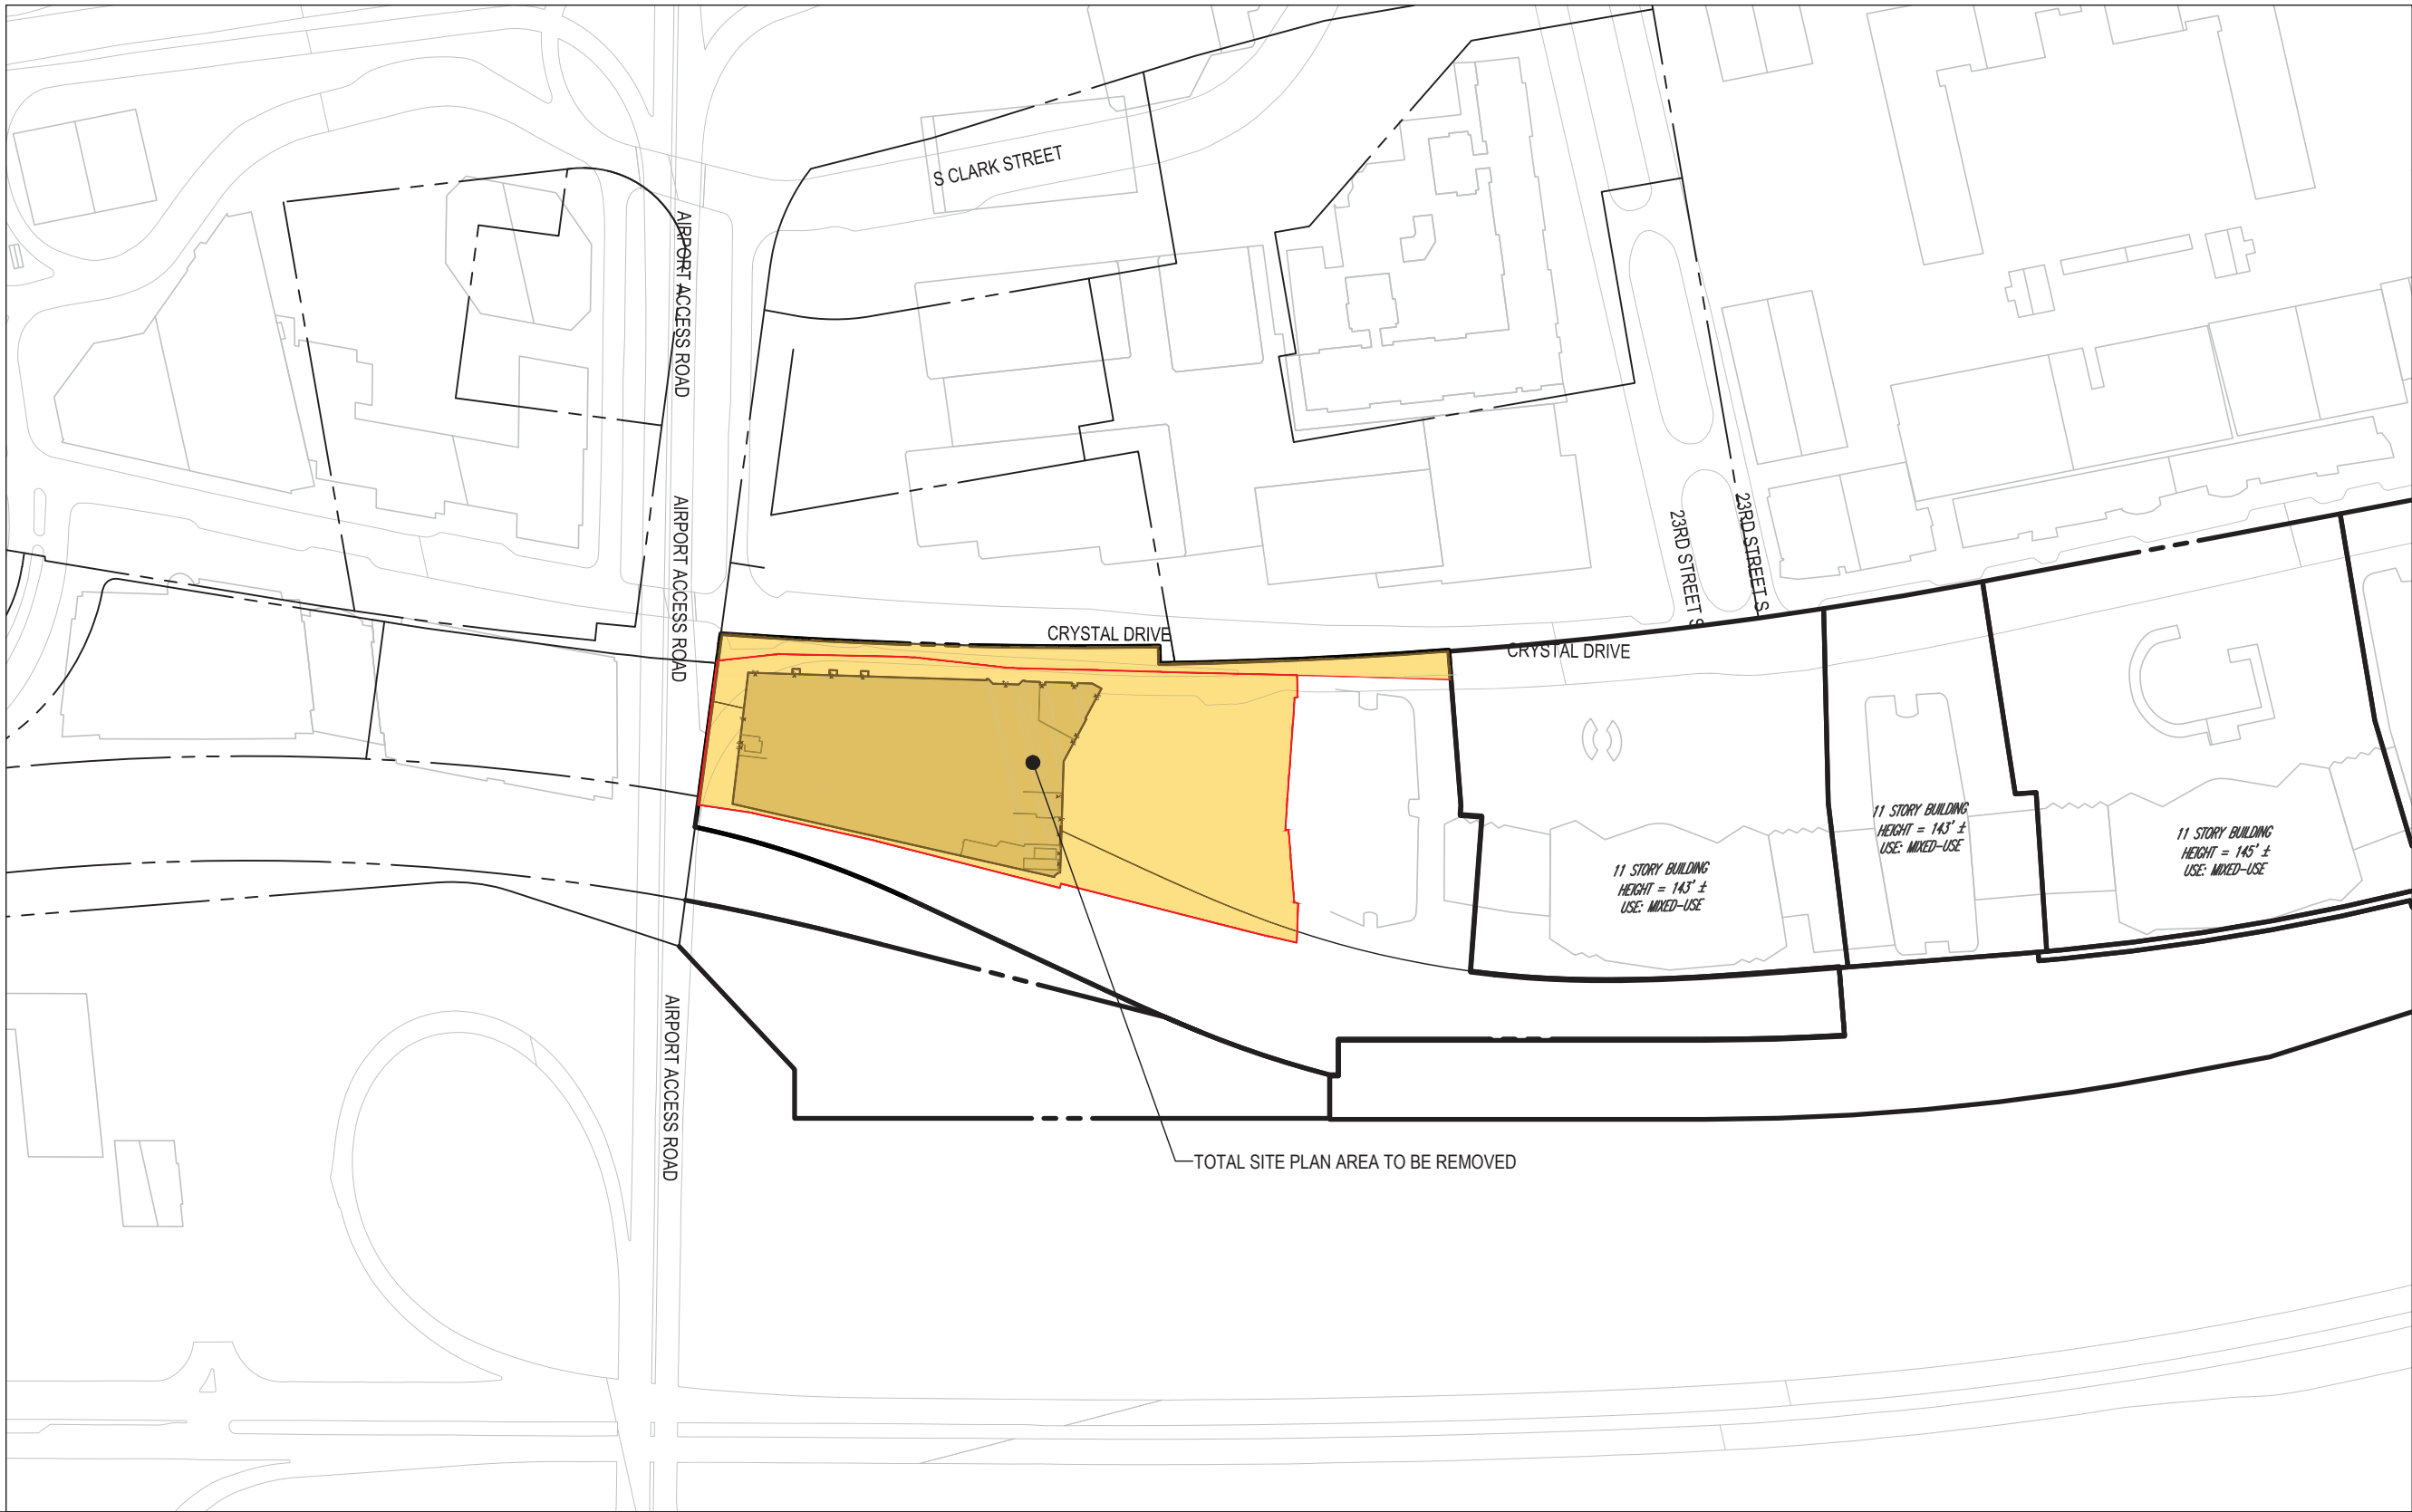 S CLARK STREET
AIRPORT ACCESS ROAD
AIRPORT ACCESS ROAD
23RD STREET S
23RD STREET S
CRYSTAL DRIVE
CRYSTAL DRIVE
11 STORY BUILDING
HEIGHT = 143' ±
USE: MIXED-USE
11 STORY BUILDING
HEIGHT = 143' ±
USE: MIXED-USE
11 STORY BUILDING
HEIGHT = 145' ±
USE: MIXED-USE
AIRPORT ACCESS ROAD
TOTAL SITE PLAN AREA TO BE REMOVED